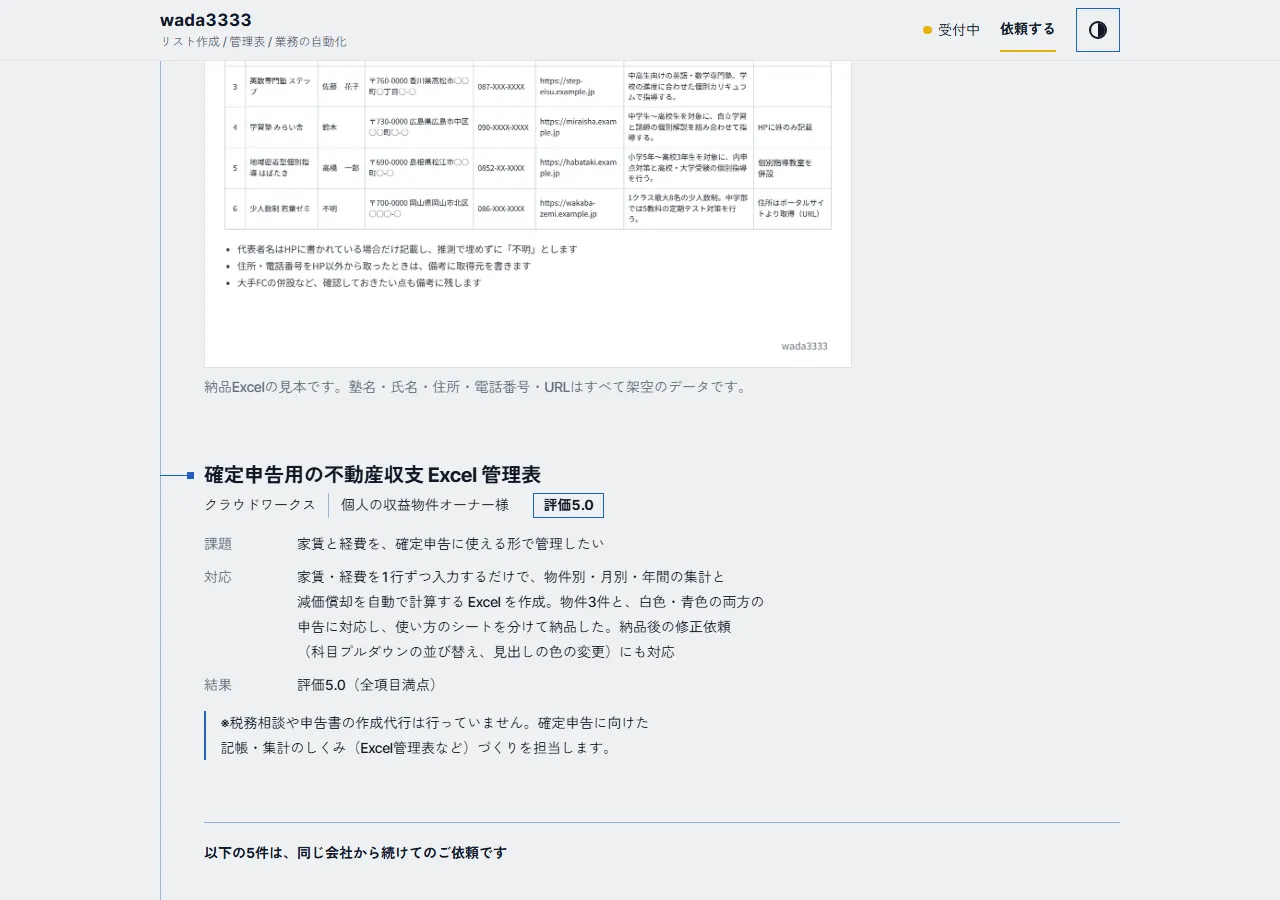 wada3333
リスト作成 / 管理表 / 業務の自動化
受付中
依頼する
3 英数専門塾 ステップ 佐藤　花子 〒760-0000 香川県高松市〇〇町〇丁目〇-〇 087-XXX-XXXX https://step-eisu.example.jp 中高生向けの英語・数学専門塾。学校の進度に合わせた個別カリキュラムで指導する。
4 学習塾 みらい舎 鈴木 〒730-0000 広島県広島市中区〇〇町〇-〇 090-XXXX-XXXX https://miraisha.example.jp 中学生〜高校生を対象に、自立学習と講師の個別解説を組み合わせて指導する。 HPに姓のみ記載
5 地域密着型個別指導 はばたき 高橋　一郎 〒690-0000 島根県松江市〇〇町〇-〇 0852-XX-XXXX https://habataki.example.jp 小学5年〜高校3年生を対象に、内申点対策と高校・大学受験の個別指導を行う。 個別指導教室を併設
6 少人数制 若葉ゼミ 不明 〒700-0000 岡山県岡山市北区〇〇〇-〇 086-XXX-XXXX https://wakaba-zemi.example.jp 1クラス最大8名の少人数制。中学部では5教科の定期テスト対策を行う。 住所はポータルサイトより取得（URL）
• 代表者名はHPに書かれている場合だけ記載し、推測で埋めずに「不明」とします
• 住所・電話番号をHP以外から取ったときは、備考に取得元を書きます
• 大手FCの併設など、確認しておきたい点も備考に残します
wada3333
納品Excelの見本です。塾名・氏名・住所・電話番号・URLはすべて架空のデータです。
確定申告用の不動産収支 Excel 管理表
クラウドワークス 個人の収益物件オーナー様 評価5.0
課題 家賃と経費を、確定申告に使える形で管理したい
対応 家賃・経費を1行ずつ入力するだけで、物件別・月別・年間の集計と
減価償却を自動で計算する Excel を作成。物件3件と、白色・青色の両方の
申告に対応し、使い方のシートを分けて納品した。納品後の修正依頼
（科目プルダウンの並び替え、見出しの色の変更）にも対応
結果 評価5.0（全項目満点）
※税務相談や申告書の作成代行は行っていません。確定申告に向けた
記帳・集計のしくみ（Excel管理表など）づくりを担当します。
以下の5件は、同じ会社から続けてのご依頼です